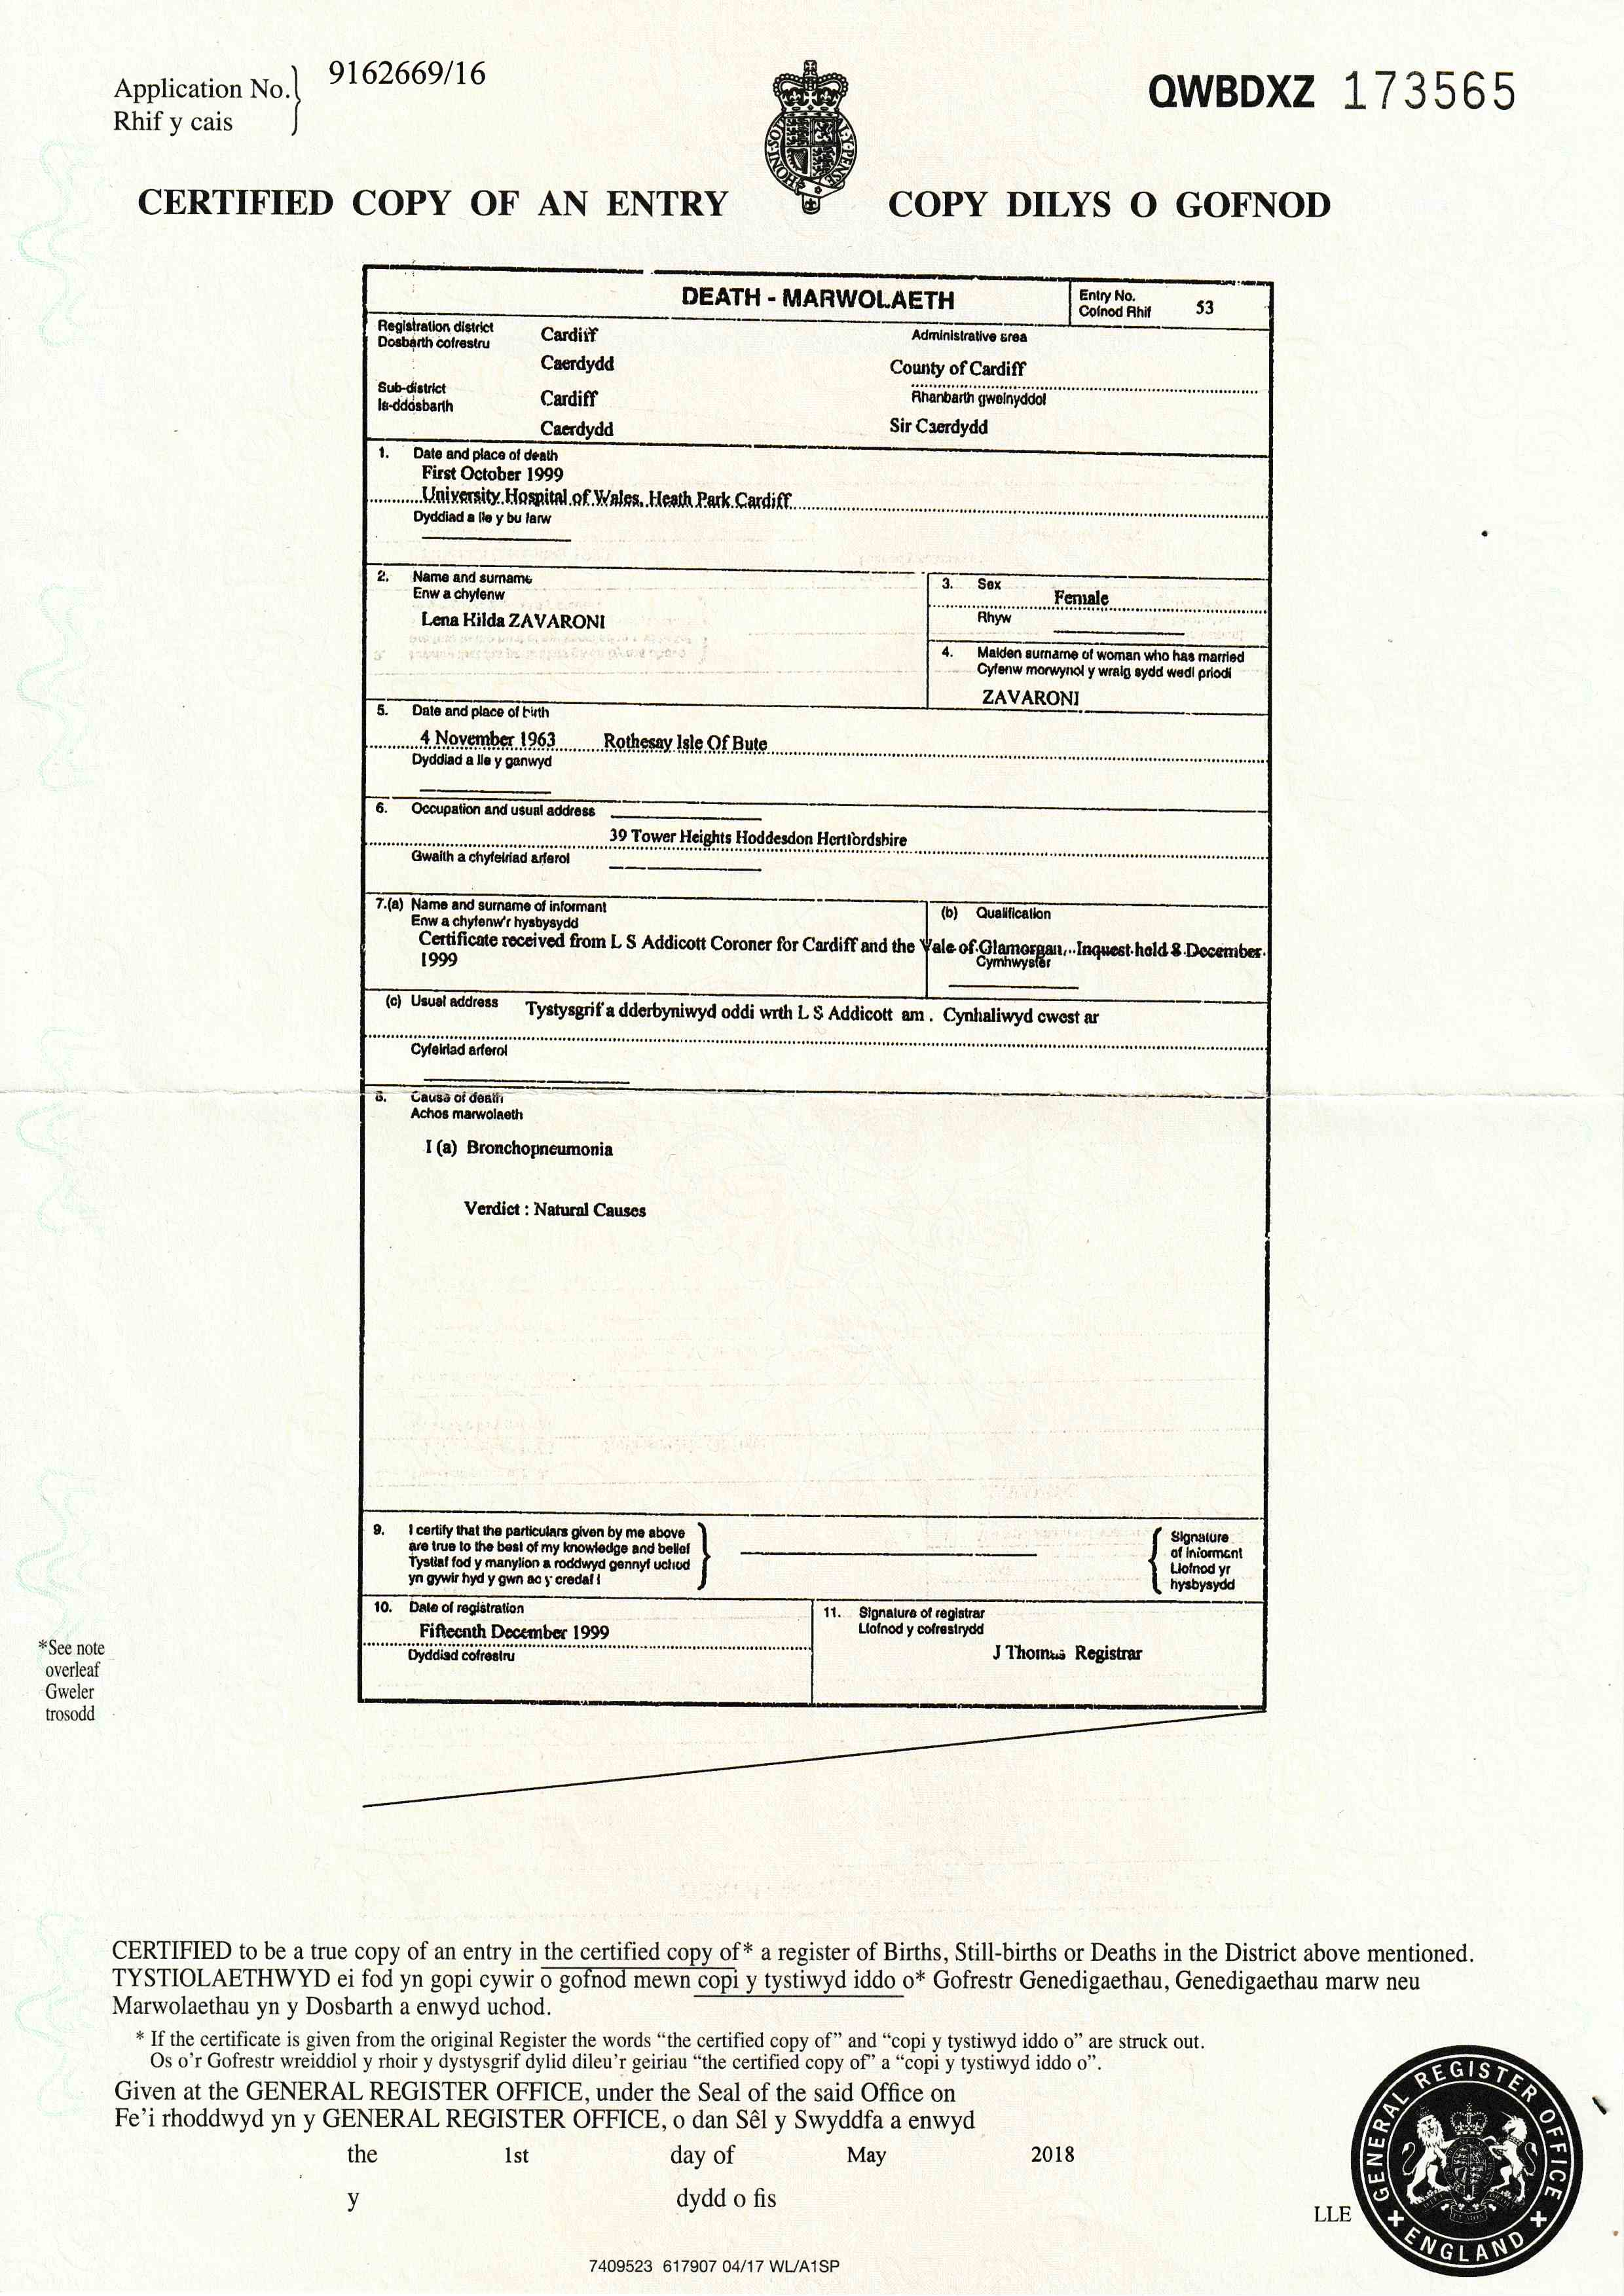 Application No.
Rhif y cais
9162669/16
QWBDXZ 173565
HONI·SOI AL·Y·PENSE
CERTIFIED COPY OF AN ENTRY
COPY DILYS O GOFNOD
DEATH - MARWOLAETH
Entry No.
Cofnod Rhif
53
Registration district
Dosbarth cofrestru
Cardiff
Caerdydd
Administrative area
County of Cardiff
Sub-district
Is-ddosbarth
Cardiff
Caerdydd
Rhanbarth gweinyddol
Sir Caerdydd
1. Date and place of death
First October 1999
University Hospital of Wales, Heath Park Cardiff
Dyddiad a lle y bu farw
2. Name and surname
Enw a chyfenw
Lena Hilda ZAVARONI
3. Sex
Female
Rhyw
4. Maiden surname of woman who has married
Cyfenw morwynol y wraig sydd wedi priodi
ZAVARONI
5. Date and place of birth
4 November 1963 Rothesay Isle Of Bute
Dyddiad a lle y ganwyd
6. Occupation and usual address
39 Tower Heights Hoddesdon Hertfordshire
Gwaith a chyfeiriad arferol
7.(a) Name and surname of informant
Enw a chyfenw'r hysbysydd
(b) Qualification
Certificate received from L S Addicott Coroner for Cardiff and the Vale of Glamorgan, Inquest held 8 December
1999
Cymhwyster
(c) Usual address
Tystysgrif a dderbyniwyd oddi wrth L S Addicott am . Cynhaliwyd cwest ar
Cyfeiriad arferol
8. Cause of death
Achos marwolaeth
I (a) Bronchopneumonia
Verdict : Natural Causes
9. I certify that the particulars given by me above
are true to the best of my knowledge and belief
Tystiaf fod y manylion a roddwyd gennyf uchod
yn gywir hyd y gwn ac y credaf i
Signature
of informant
Llofnod yr
hysbysydd
10. Date of registration
Fifteenth December 1999
Dyddiad cofrestru
11. Signature of registrar
Llofnod y cofrestrydd
J Thomas Registrar
*See note
overleaf
Gweler
trosodd
CERTIFIED to be a true copy of an entry in the certified copy of* a register of Births, Still-births or Deaths in the District above mentioned.
TYSTIOLAETHWYD ei fod yn gopi cywir o gofnod mewn copi y tystiwyd iddo o* Gofrestr Genedigaethau, Genedigaethau marw neu
Marwolaethau yn y Dosbarth a enwyd uchod.
* If the certificate is given from the original Register the words “the certified copy of” and “copi y tystiwyd iddo o” are struck out.
Os o'r Gofrestr wreiddiol y rhoir y dystysgrif dylid dileu'r geiriau “the certified copy of” a “copi y tystiwyd iddo o”.
Given at the GENERAL REGISTER OFFICE, under the Seal of the said Office on
Fe'i rhoddwyd yn y GENERAL REGISTER OFFICE, o dan Sêl y Swyddfa a enwyd
the 1st day of May 2018
y dydd o fis
LLE
GENERAL REGISTER OFFICE
ENGLAND
7409523 617907 04/17 WL/A1SP